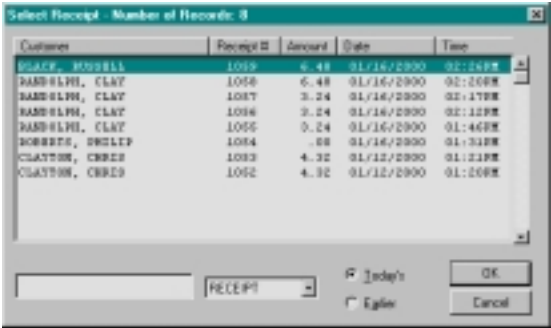 Select Receipt - Number of Records: 8
Customer Receipt # Amount Date Time
BLACK, RUSSELL 1059 6.48 01/16/2000 02:26PM
RANDOLPH, CLAY 1058 6.48 01/16/2000 02:20PM
RANDOLPH, CLAY 1057 3.24 01/16/2000 02:17PM
RANDOLPH, CLAY 1056 3.24 01/16/2000 02:12PM
RANDOLPH, CLAY 1055 3.24 01/16/2000 01:46PM
ROBERTS, PHILIP 1054 .00 01/16/2000 01:31PM
CLAYTON, CHRIS 1053 4.32 01/12/2000 01:21PM
CLAYTON, CHRIS 1052 4.32 01/12/2000 01:20PM
RECEIPT
Today's
Earlier
OK
Cancel